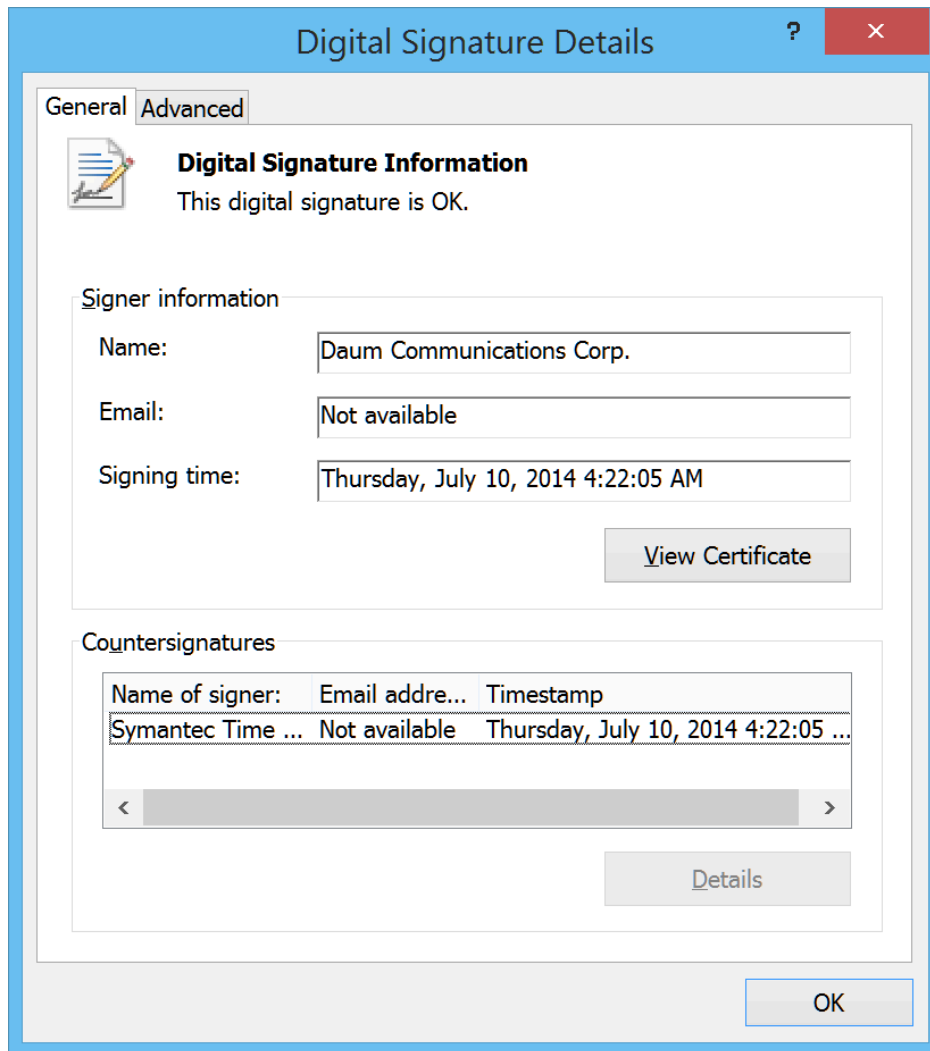 Digital Signature Details
?
General Advanced
Digital Signature Information
This digital signature is OK.
Signer information
Name: Daum Communications Corp.
Email: Not available
Signing time: Thursday, July 10, 2014 4:22:05 AM
View Certificate
Countersignatures
Name of signer: Email addre... Timestamp
Symantec Time ... Not available Thursday, July 10, 2014 4:22:05 ...
Details
OK